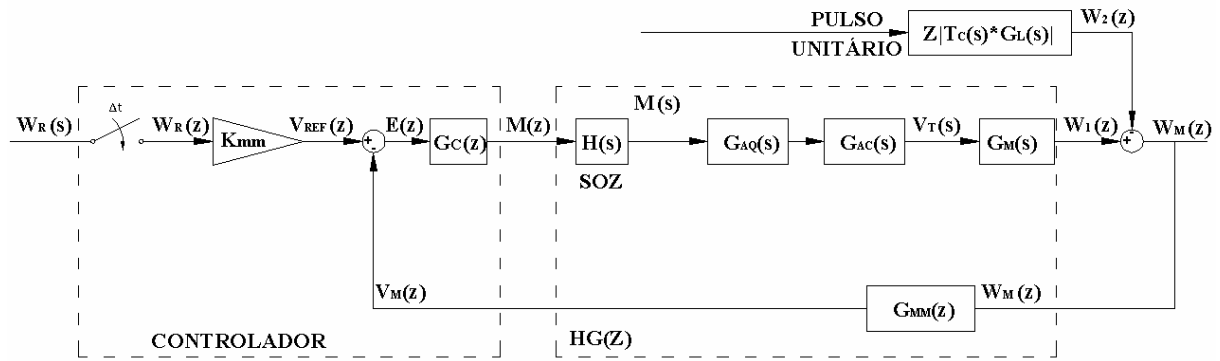 PULSO
UNITÁRIO
Z|TC(s)*GL(s)|
W2(z)
Δt
WR(s)
WR(z)
Kmm
VREF(z)
+
-
E(z)
GC(z)
M(z)
M(s)
H(s)
SOZ
GAQ(s)
GAC(s)
VT(s)
GM(s)
W1(z)
+
+
WM(z)
VM(z)
GMM(z)
WM(z)
CONTROLADOR
HG(Z)